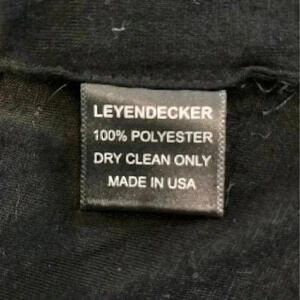 LEYENDECKER
100% POLYESTER
DRY CLEAN ONLY
MADE IN USA